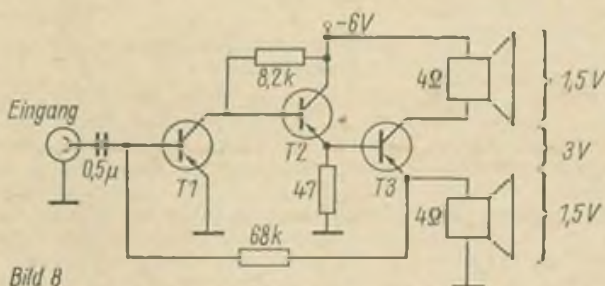 -6V
8,2k
4Ω
1,5V
Eingang
0,5µ
T1
T2
T3
3V
47
4Ω
1,5V
68k
Bild 8